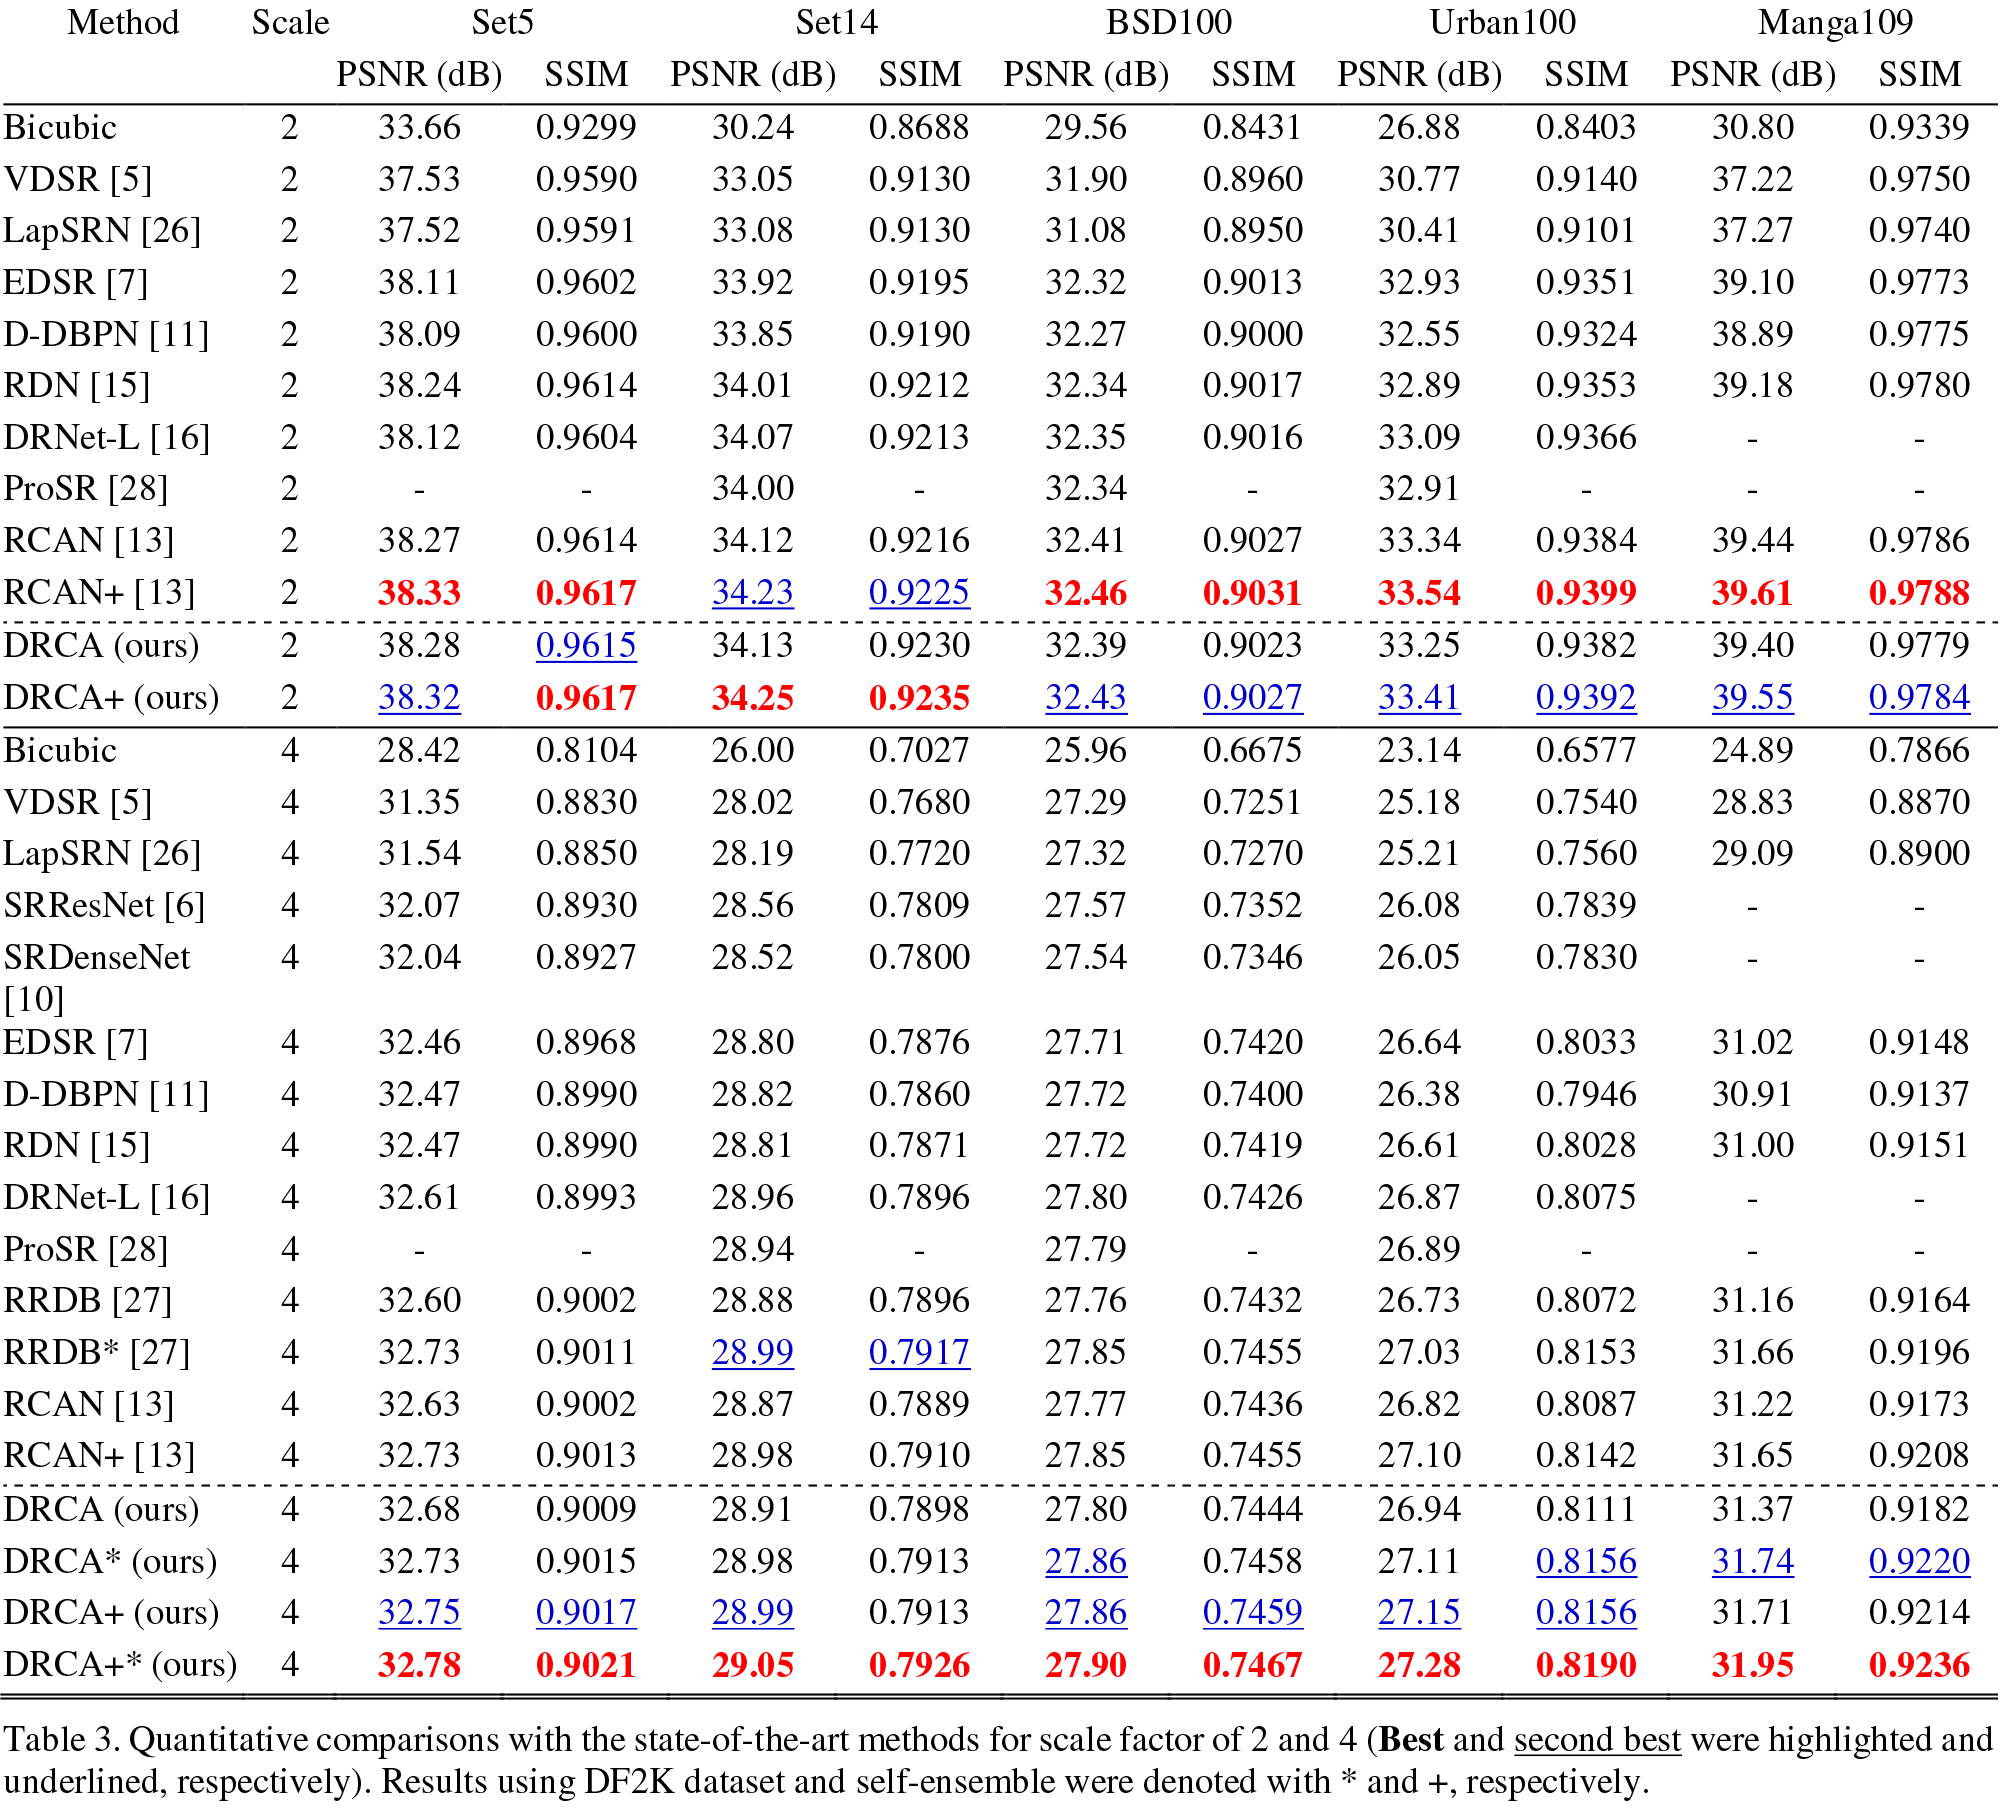 Method Scale Set5 Set14 BSD100 Urban100 Manga109
PSNR (dB) SSIM PSNR (dB) SSIM PSNR (dB) SSIM PSNR (dB) SSIM PSNR (dB) SSIM
Bicubic 2 33.66 0.9299 30.24 0.8688 29.56 0.8431 26.88 0.8403 30.80 0.9339
VDSR [5] 2 37.53 0.9590 33.05 0.9130 31.90 0.8960 30.77 0.9140 37.22 0.9750
LapSRN [26] 2 37.52 0.9591 33.08 0.9130 31.08 0.8950 30.41 0.9101 37.27 0.9740
EDSR [7] 2 38.11 0.9602 33.92 0.9195 32.32 0.9013 32.93 0.9351 39.10 0.9773
D-DBPN [11] 2 38.09 0.9600 33.85 0.9190 32.27 0.9000 32.55 0.9324 38.89 0.9775
RDN [15] 2 38.24 0.9614 34.01 0.9212 32.34 0.9017 32.89 0.9353 39.18 0.9780
DRNet-L [16] 2 38.12 0.9604 34.07 0.9213 32.35 0.9016 33.09 0.9366 - -
ProSR [28] 2 - - 34.00 - 32.34 - 32.91 - - -
RCAN [13] 2 38.27 0.9614 34.12 0.9216 32.41 0.9027 33.34 0.9384 39.44 0.9786
RCAN+ [13] 2 38.33 0.9617 34.23 0.9225 32.46 0.9031 33.54 0.9399 39.61 0.9788
DRCA (ours) 2 38.28 0.9615 34.13 0.9230 32.39 0.9023 33.25 0.9382 39.40 0.9779
DRCA+ (ours) 2 38.32 0.9617 34.25 0.9235 32.43 0.9027 33.41 0.9392 39.55 0.9784
Bicubic 4 28.42 0.8104 26.00 0.7027 25.96 0.6675 23.14 0.6577 24.89 0.7866
VDSR [5] 4 31.35 0.8830 28.02 0.7680 27.29 0.7251 25.18 0.7540 28.83 0.8870
LapSRN [26] 4 31.54 0.8850 28.19 0.7720 27.32 0.7270 25.21 0.7560 29.09 0.8900
SRResNet [6] 4 32.07 0.8930 28.56 0.7809 27.57 0.7352 26.08 0.7839 - -
SRDenseNet 4 32.04 0.8927 28.52 0.7800 27.54 0.7346 26.05 0.7830 - -
[10]
EDSR [7] 4 32.46 0.8968 28.80 0.7876 27.71 0.7420 26.64 0.8033 31.02 0.9148
D-DBPN [11] 4 32.47 0.8990 28.82 0.7860 27.72 0.7400 26.38 0.7946 30.91 0.9137
RDN [15] 4 32.47 0.8990 28.81 0.7871 27.72 0.7419 26.61 0.8028 31.00 0.9151
DRNet-L [16] 4 32.61 0.8993 28.96 0.7896 27.80 0.7426 26.87 0.8075 - -
ProSR [28] 4 - - 28.94 - 27.79 - 26.89 - - -
RRDB [27] 4 32.60 0.9002 28.88 0.7896 27.76 0.7432 26.73 0.8072 31.16 0.9164
RRDB* [27] 4 32.73 0.9011 28.99 0.7917 27.85 0.7455 27.03 0.8153 31.66 0.9196
RCAN [13] 4 32.63 0.9002 28.87 0.7889 27.77 0.7436 26.82 0.8087 31.22 0.9173
RCAN+ [13] 4 32.73 0.9013 28.98 0.7910 27.85 0.7455 27.10 0.8142 31.65 0.9208
DRCA (ours) 4 32.68 0.9009 28.91 0.7898 27.80 0.7444 26.94 0.8111 31.37 0.9182
DRCA* (ours) 4 32.73 0.9015 28.98 0.7913 27.86 0.7458 27.11 0.8156 31.74 0.9220
DRCA+ (ours) 4 32.75 0.9017 28.99 0.7913 27.86 0.7459 27.15 0.8156 31.71 0.9214
DRCA+* (ours) 4 32.78 0.9021 29.05 0.7926 27.90 0.7467 27.28 0.8190 31.95 0.9236
Table 3. Quantitative comparisons with the state-of-the-art methods for scale factor of 2 and 4 (Best and second best were highlighted and
underlined, respectively). Results using DF2K dataset and self-ensemble were denoted with * and +, respectively.